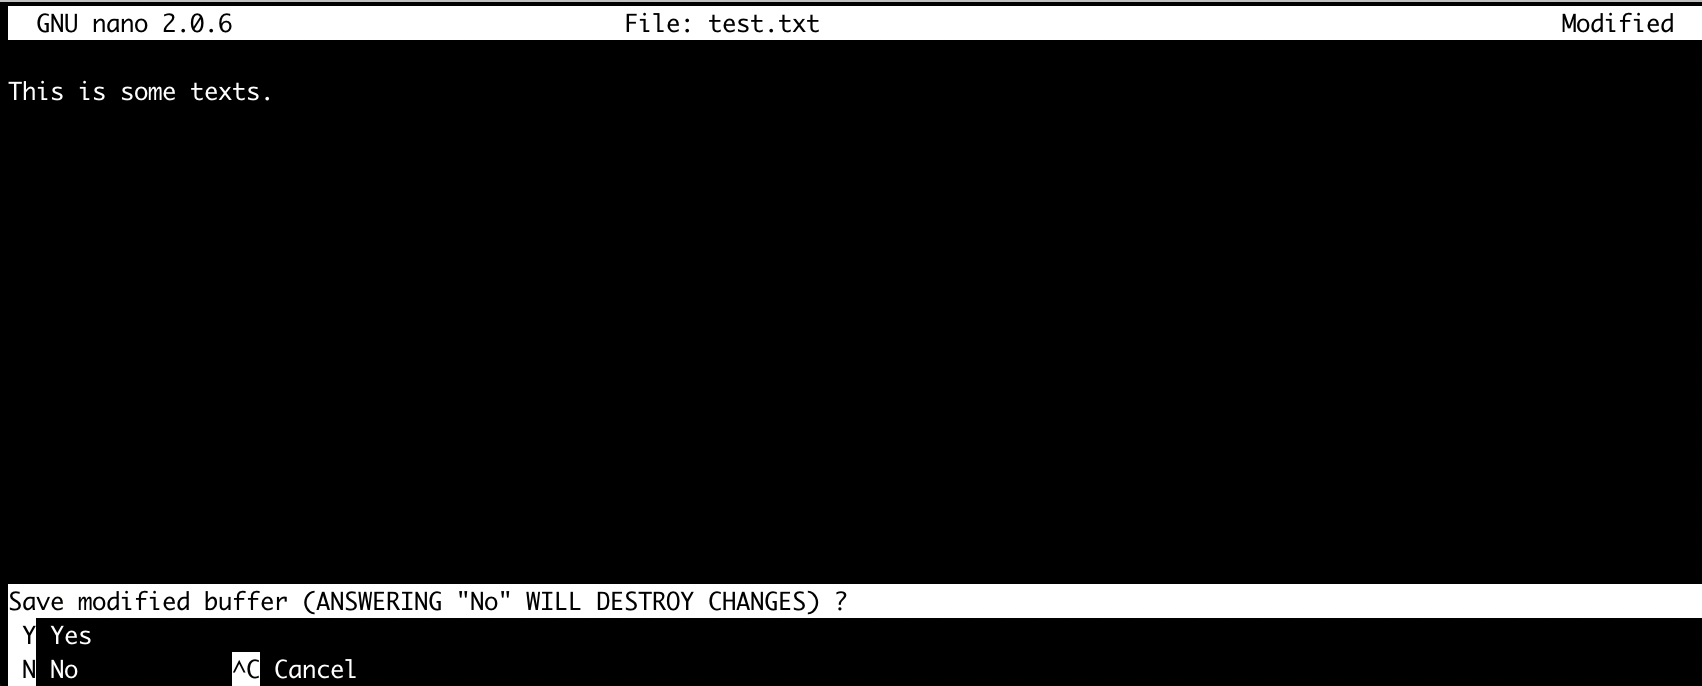 GNU nano 2.0.6 File: test.txt Modified
This is some texts.
Save modified buffer (ANSWERING "No" WILL DESTROY CHANGES) ?
Y Yes
N No ^C Cancel